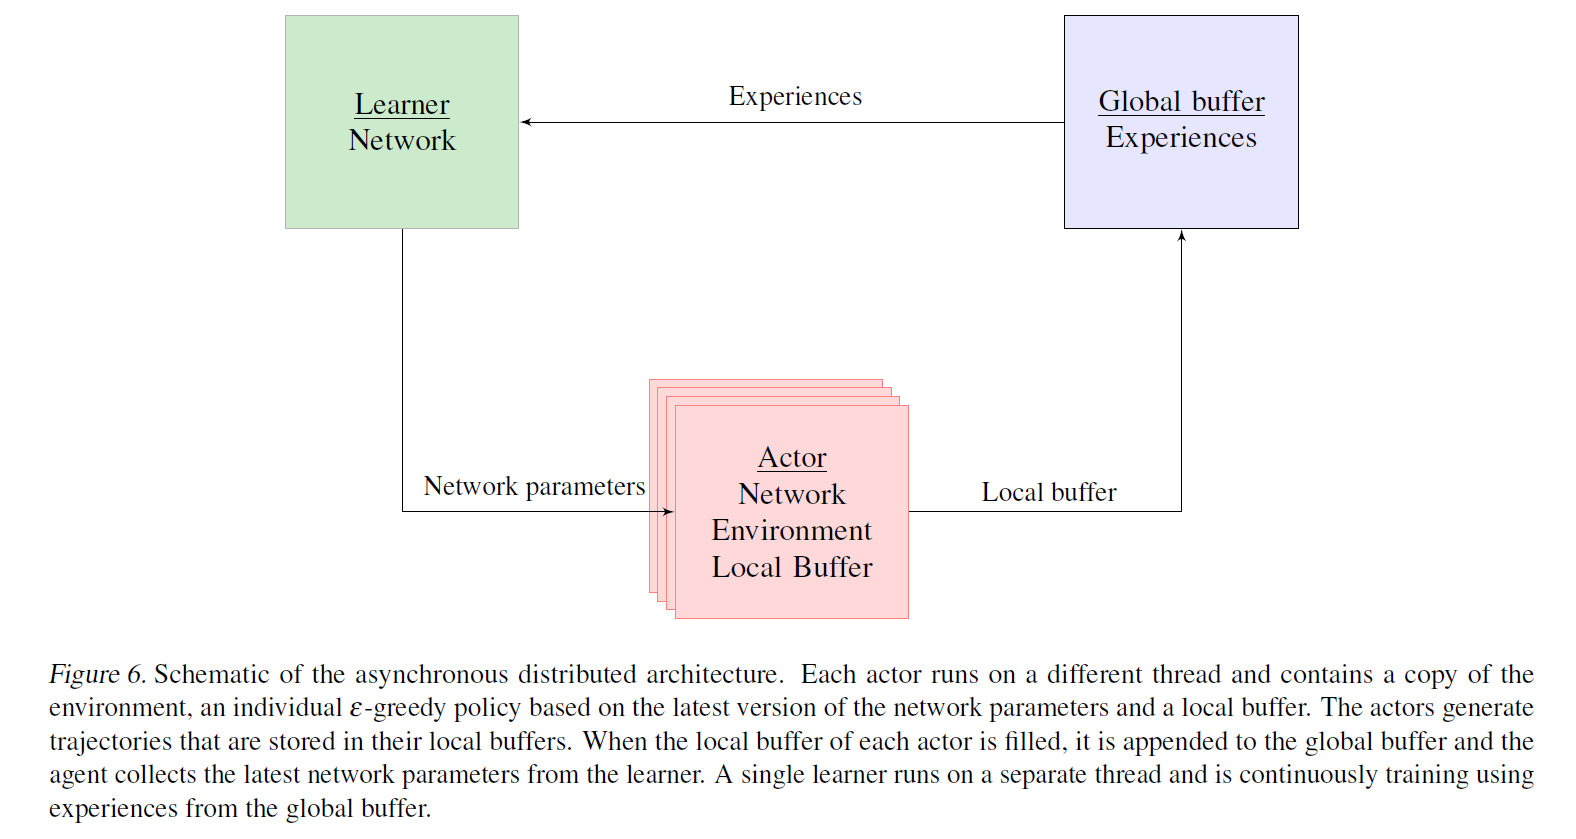 Learner
Network
Experiences
Global buffer
Experiences
Network parameters
Actor
Network
Environment
Local Buffer
Local buffer
Figure 6. Schematic of the asynchronous distributed architecture. Each actor runs on a different thread and contains a copy of the
environment, an individual ε-greedy policy based on the latest version of the network parameters and a local buffer. The actors generate
trajectories that are stored in their local buffers. When the local buffer of each actor is filled, it is appended to the global buffer and the
agent collects the latest network parameters from the learner. A single learner runs on a separate thread and is continuously training using
experiences from the global buffer.